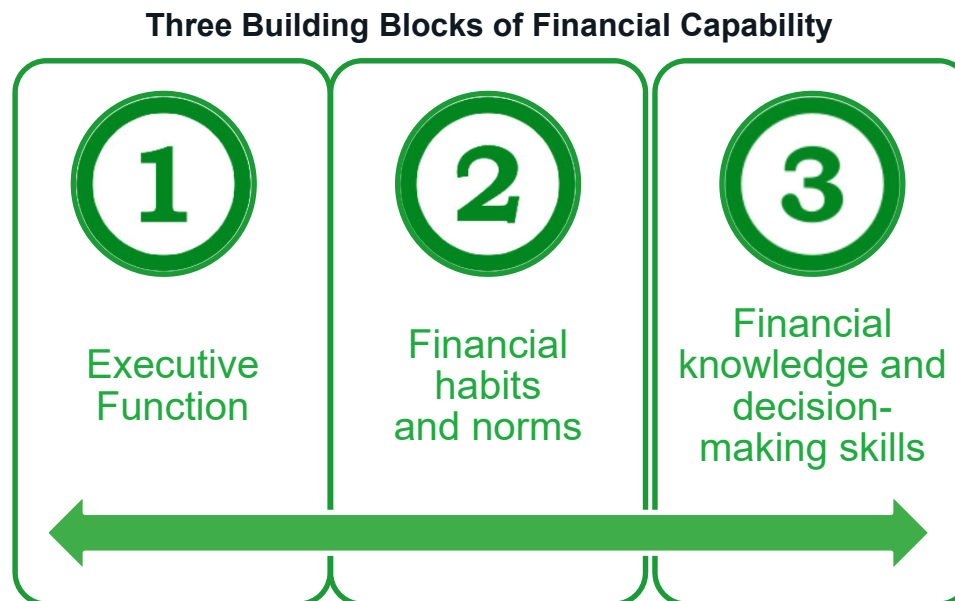 Three Building Blocks of Financial Capability
1
2
3
Executive
Function
Financial
habits
and norms
Financial
knowledge and
decision-
making skills